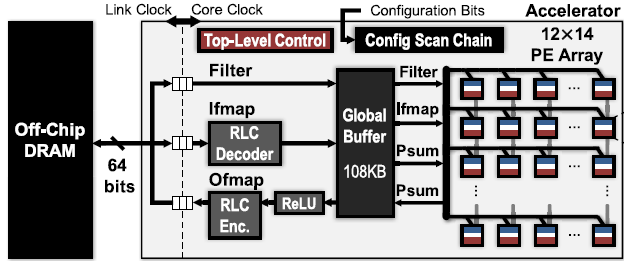 Link Clock
Core Clock
Configuration Bits
Accelerator
Top-Level Control
Config Scan Chain
12×14
PE Array
Off-Chip
DRAM
64
bits
Filter
Ifmap
RLC
Decoder
Ofmap
RLC
Enc.
ReLU
Global
Buffer
108KB
Filter
Ifmap
Psum
Psum
...
...
...
...
...
...